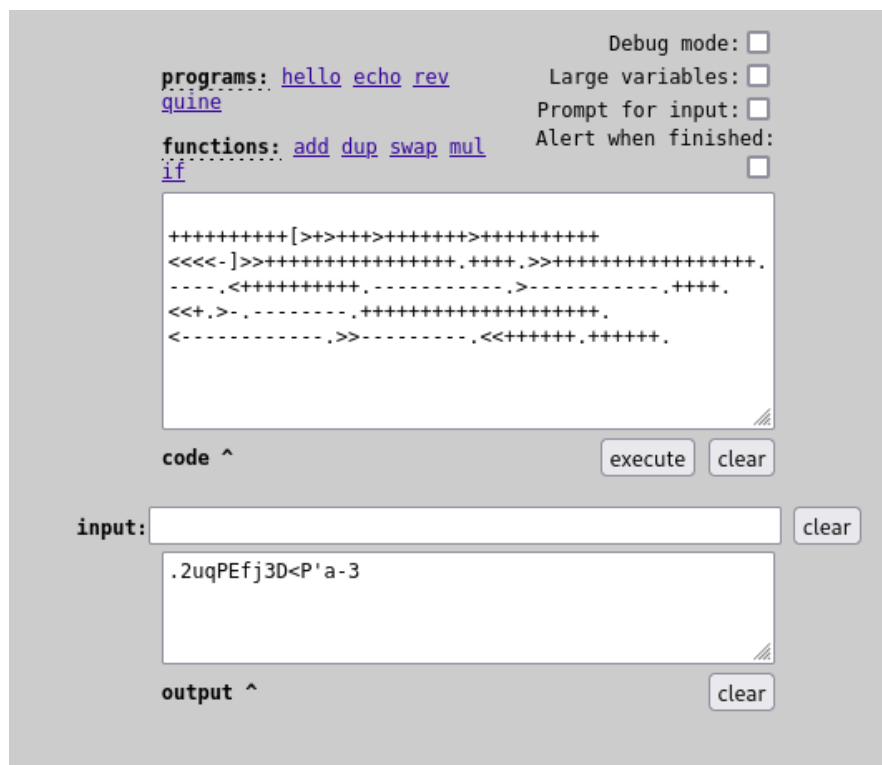 Debug mode:
programs: hello echo rev
quine
Large variables:
Prompt for input:
functions: add dup swap mul
if
Alert when finished:
++++++++++[>+>+++>+++++++>++++++++++
<<<<-]>>++++++++++++++++.++++.>>+++++++++++++++++.
----.<++++++++++.-----------.>-----------.++++.
<<+.>-.--------.++++++++++++++++++++.
<------------.>>---------.<<++++++.++++++.
code ^ execute clear
input: clear
.2uqPEfj3D<P'a-3
output ^ clear